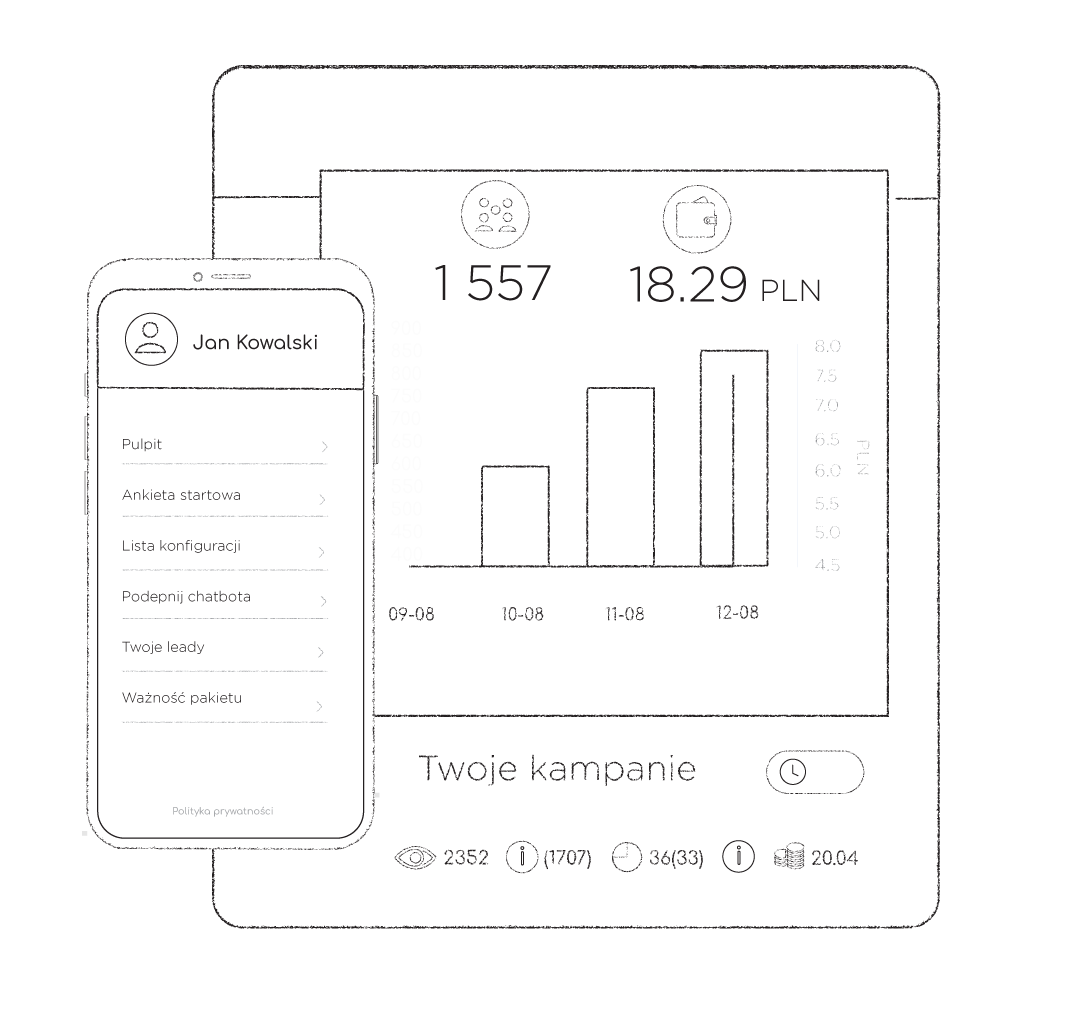 1 557
18.29 PLN
Jan Kowalski
Pulpit
Ankieta startowa
Lista konfiguracji
Podepnij chatbota
Twoje leady
Ważność pakietu
Polityka prywatności
8.0
7.5
7.0
6.5
6.0
5.5
5.0
4.5
PLN
09-08 10-08 11-08 12-08
Twoje kampanie
2352 (1707) 36(33) 20.04